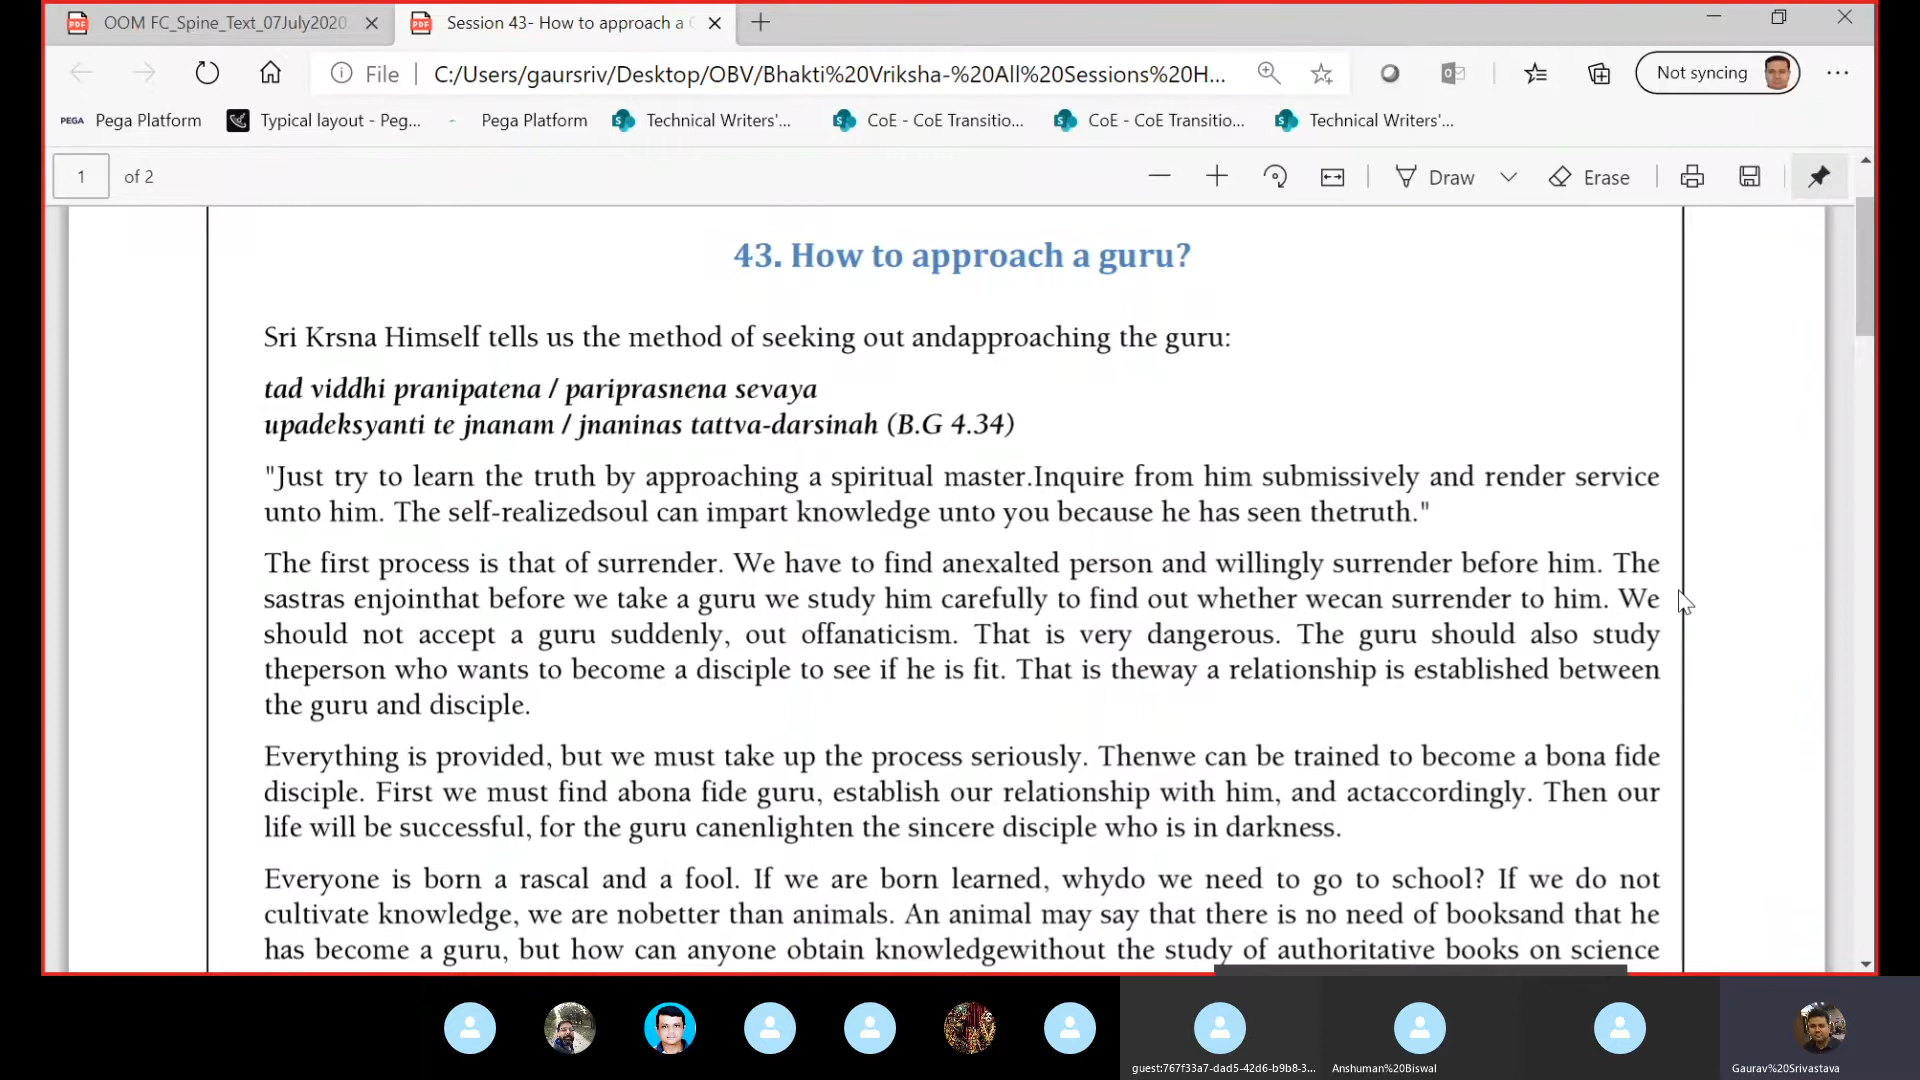 OOM FC_Spine_Text_07July2020
Session 43- How to approach a G
File
C:/Users/gaursriv/Desktop/OBV/Bhakti%20Vriksha-%20All%20Sessions%20H...
Not syncing
PEGA Pega Platform
Typical layout - Peg...
Pega Platform
Technical Writers'...
CoE - CoE Transitio...
CoE - CoE Transitio...
Technical Writers'...
1 of 2
Draw
Erase
43. How to approach a guru?
Sri Krsna Himself tells us the method of seeking out andapproaching the guru:
tad viddhi pranipatena / pariprasnena sevaya
upadeksyanti te jnanam / jnaninas tattva-darsinah (B.G 4.34)
"Just try to learn the truth by approaching a spiritual master.Inquire from him submissively and render service
unto him. The self-realizedsoul can impart knowledge unto you because he has seen thetruth."
The first process is that of surrender. We have to find anexalted person and willingly surrender before him. The
sastras enjointhat before we take a guru we study him carefully to find out whether wecan surrender to him. We
should not accept a guru suddenly, out offanaticism. That is very dangerous. The guru should also study
theperson who wants to become a disciple to see if he is fit. That is theway a relationship is established between
the guru and disciple.
Everything is provided, but we must take up the process seriously. Thenwe can be trained to become a bona fide
disciple. First we must find abona fide guru, establish our relationship with him, and actaccordingly. Then our
life will be successful, for the guru canenlighten the sincere disciple who is in darkness.
Everyone is born a rascal and a fool. If we are born learned, whydo we need to go to school? If we do not
cultivate knowledge, we are nobetter than animals. An animal may say that there is no need of booksand that he
has become a guru, but how can anyone obtain knowledgewithout the study of authoritative books on science
guest:767f33a7-dad5-42d6-b9b8-3...
Anshuman%20Biswal
Gaurav%20Srivastava